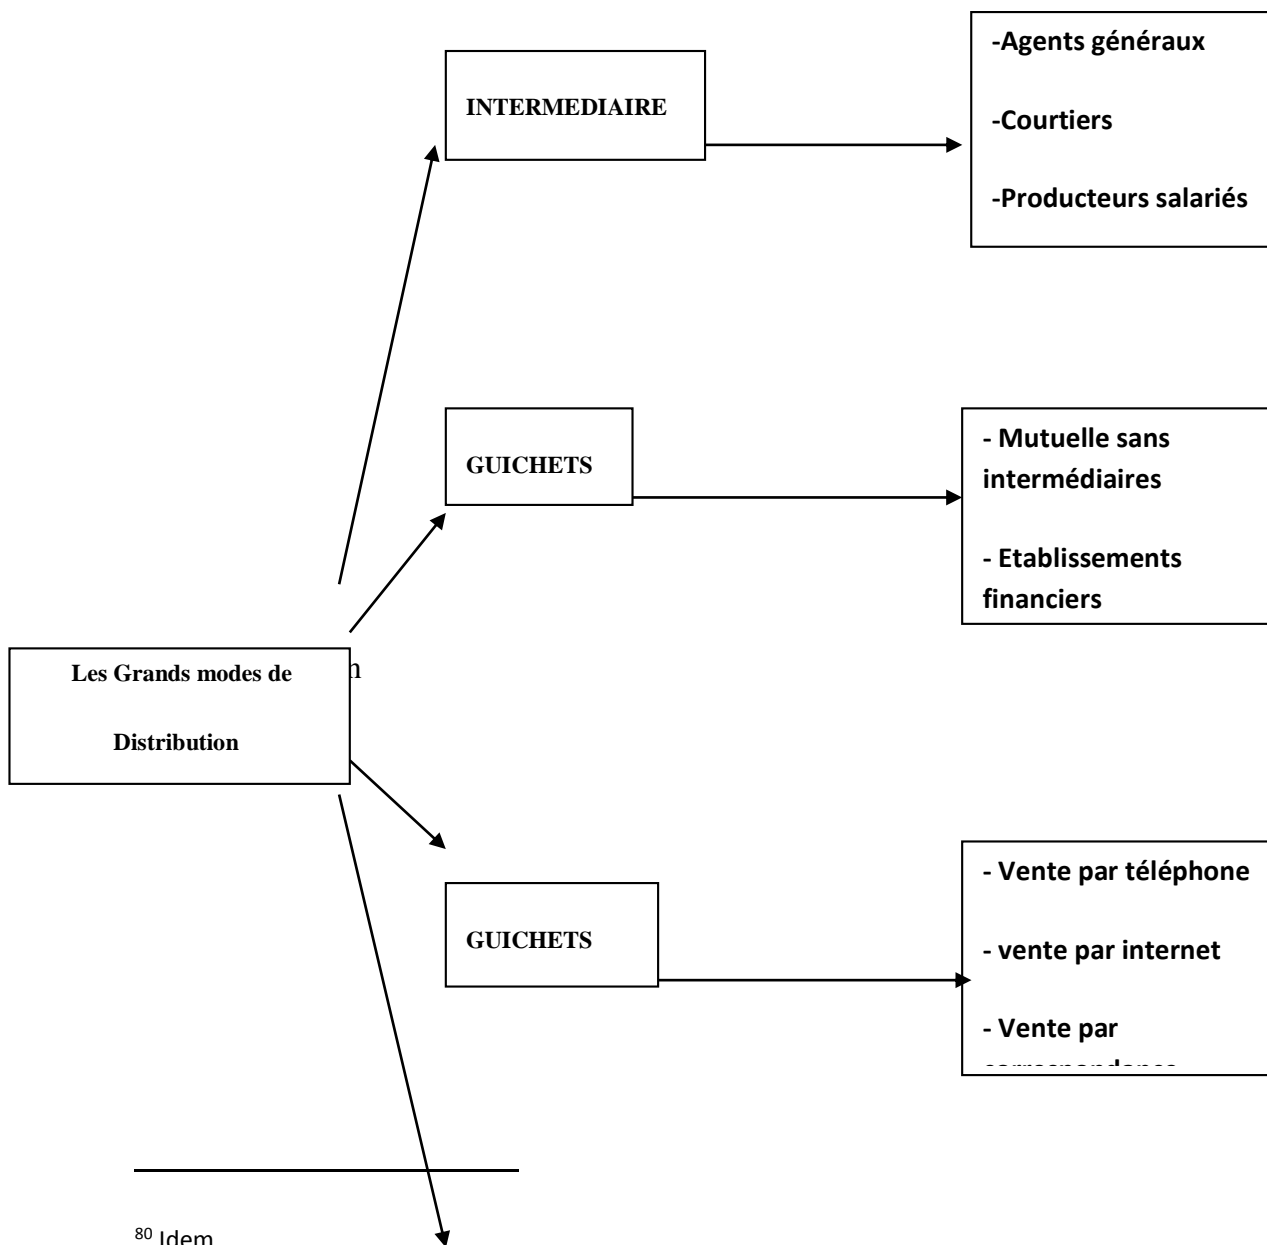 INTERMEDIAIRE
-Agents généraux
-Courtiers
-Producteurs salariés
GUICHETS
- Mutuelle sans
intermédiaires
- Etablissements
financiers
Les Grands modes de
Distribution
n
GUICHETS
- Vente par téléphone
- vente par internet
- Vente par
80 Idem